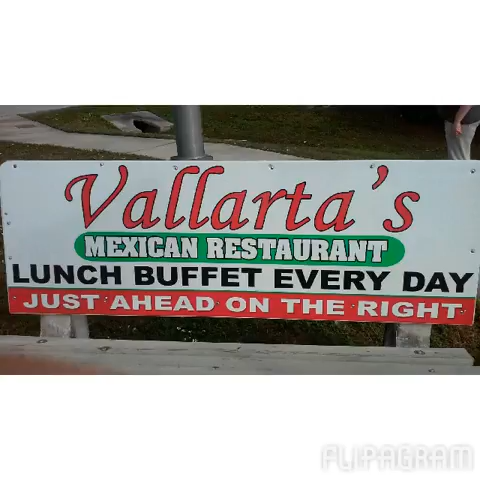 Vallarta's
MEXICAN RESTAURANT
LUNCH BUFFET EVERY DAY
JUST AHEAD ON THE RIGHT
FLIPAGRAM